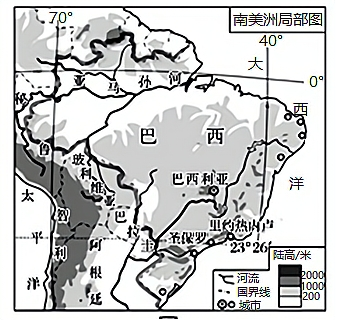 南美洲局部图
70°
40°
大
0°
亚马孙河
西
秘
鲁
巴西
洋
玻利维亚
巴西利亚
太
巴拉圭
里约热内卢
智利
圣保罗
23°26′
平
阿根廷
洋
陆高/米
2000
1000
200
河流
国界线
城市